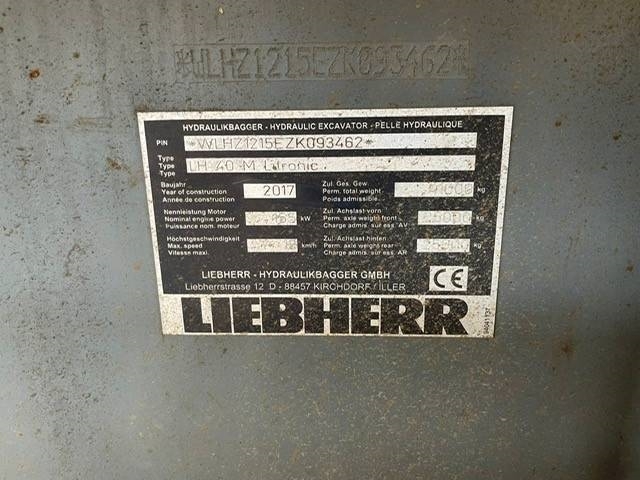 *WLHZ1215EZK093462*
HYDRAULIKBAGGER - HYDRAULIC EXCAVATOR - PELLE HYDRAULIQUE
PIN *WLHZ1215EZK093462*
Type
Type LH 40 M Litronic
Type
Baujahr
Year of construction 2017
Année de construction
Zul. Ges. Gew.
Perm. total weight kg
Poids admissible
Nennleistung Motor
Nominal engine power kW
Puissance nom. moteur
Zul. Achslast vorn
Perm. axle weight front kg
Charge admis. sur ess. AV
Höchstgeschwindigkeit
Max. speed km/h
Vitesse maxi.
Zul. Achslast hinten
Perm. axle weight rear kg
Charge admis. sur ess. AR
LIEBHERR - HYDRAULIKBAGGER GMBH
Liebherrstrasse 12 D - 88457 KIRCHDORF / ILLER
CE
LIEBHERR